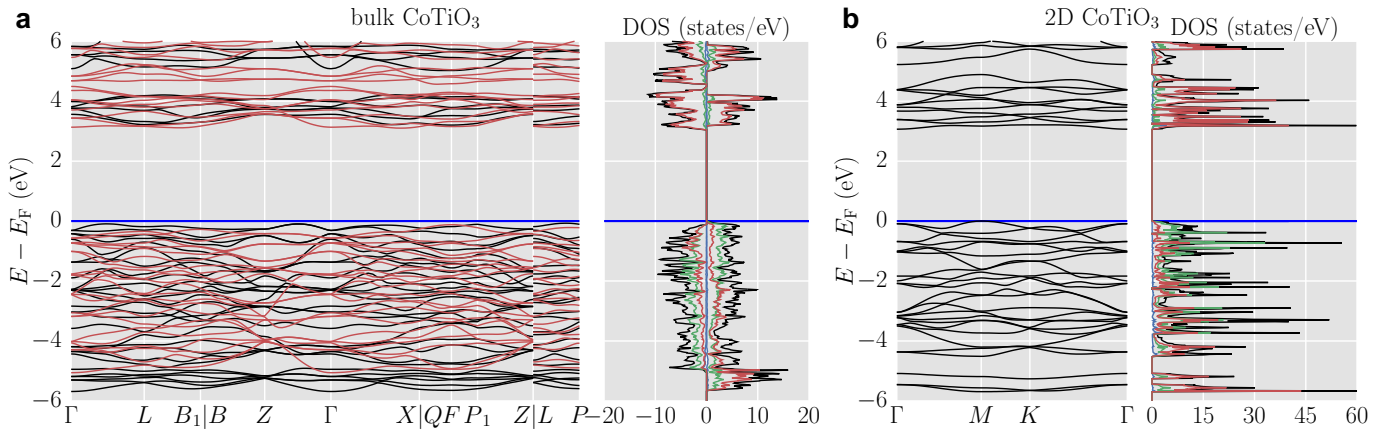 a
bulk CoTiO₃
DOS (states/eV)
b
2D CoTiO₃
DOS (states/eV)
E − E_F (eV)
6
4
2
0
−2
−4
−6
Γ L B₁|B Z Γ X|QF P₁ Z|L P
−20 −10 0 10 20
E − E_F (eV)
6
4
2
0
−2
−4
−6
Γ M K Γ
0 15 30 45 60